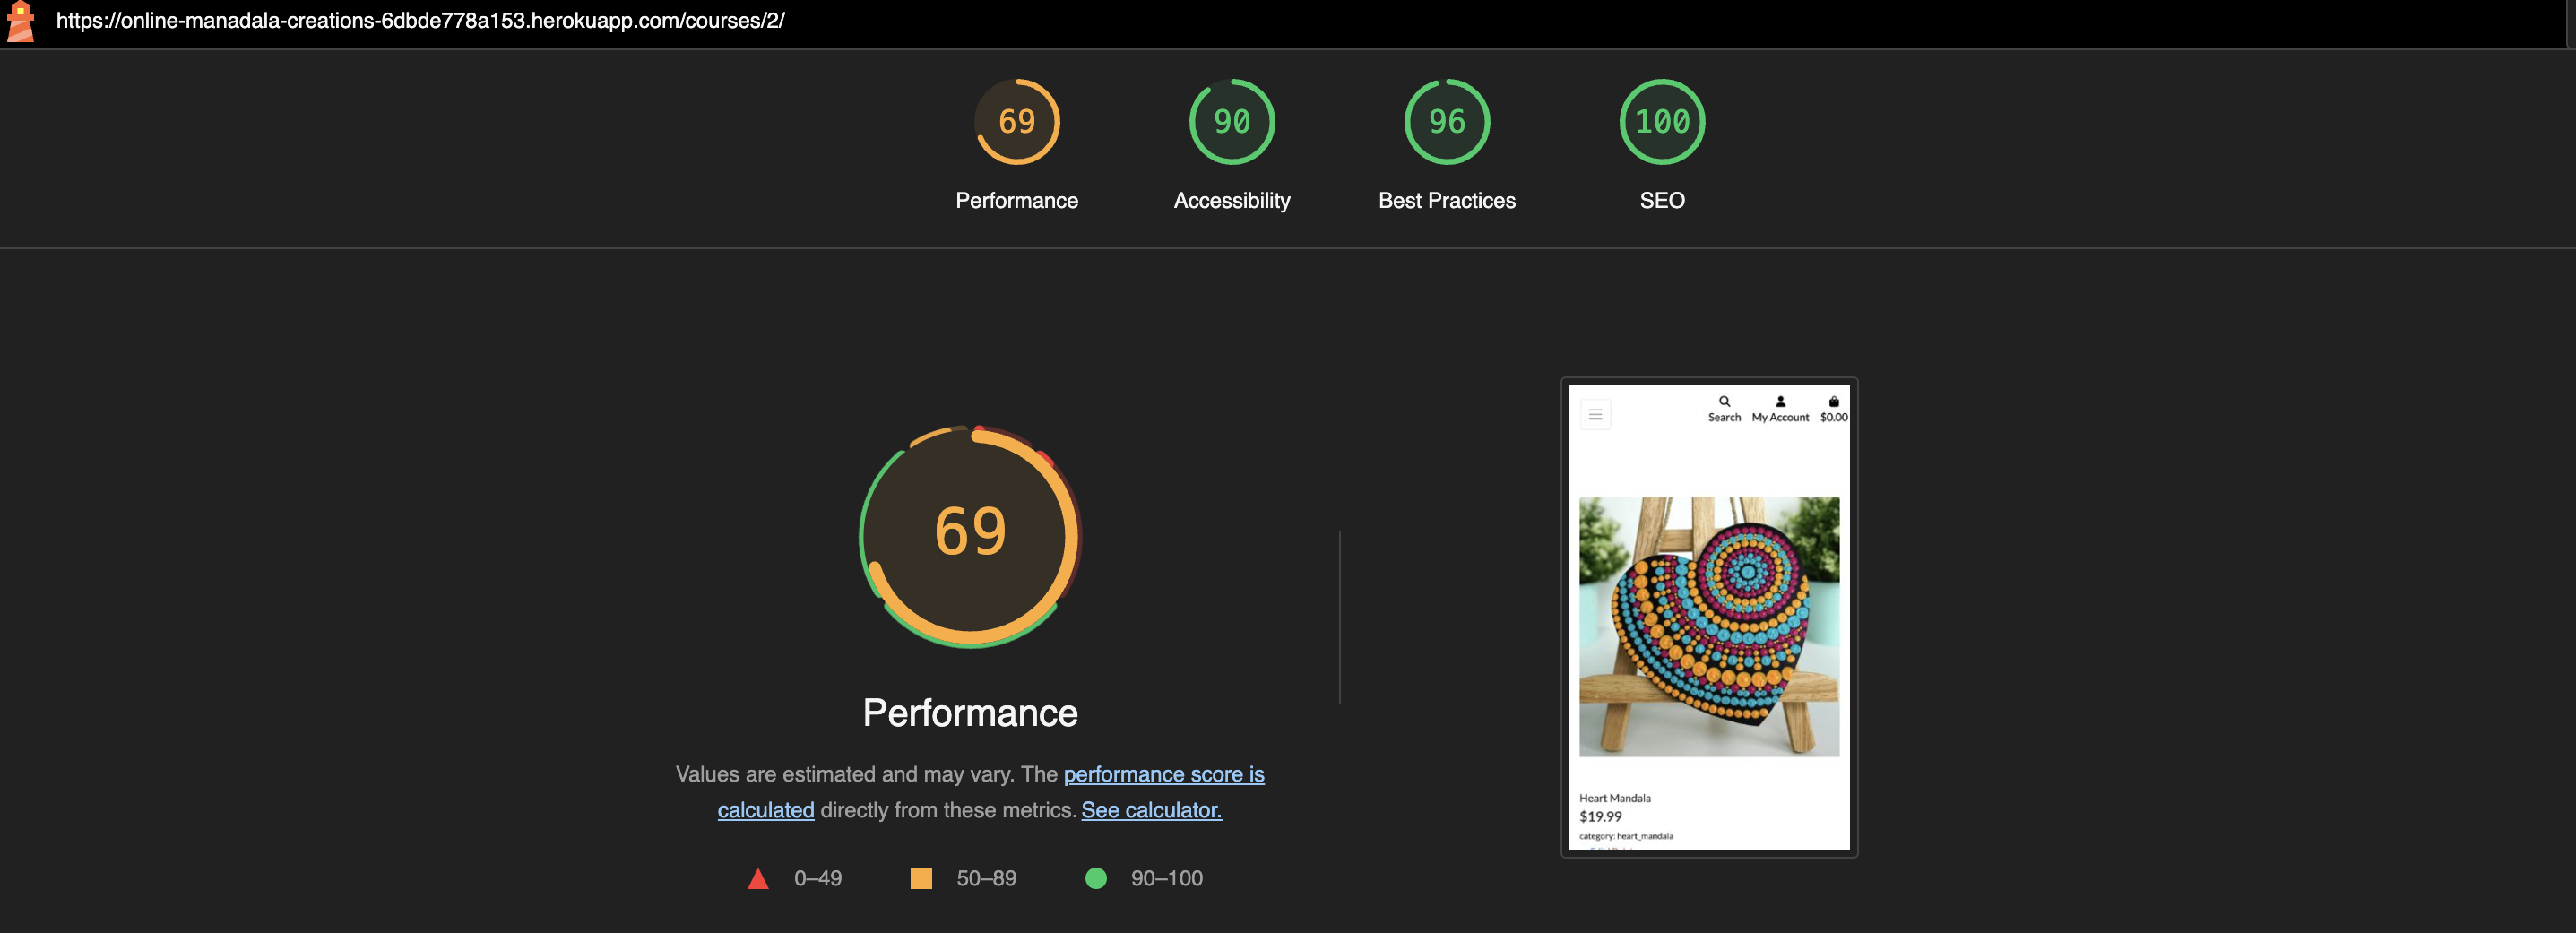 https://online-manadala-creations-6dbde778a153.herokuapp.com/courses/2/
69 90 96 100
Performance Accessibility Best Practices SEO
69
Performance
Values are estimated and may vary. The performance score is
calculated directly from these metrics. See calculator.
0–49 50–89 90–100
Search My Account $0.00
Heart Mandala
$19.99
category: heart_mandala